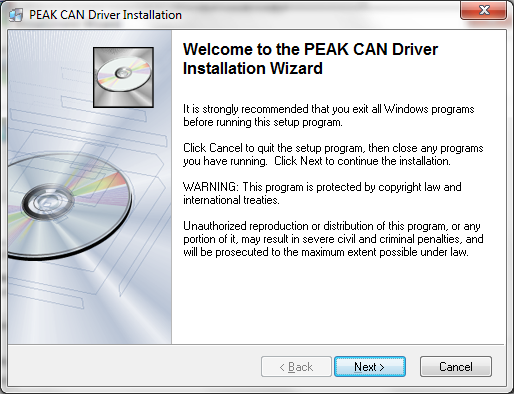 PEAK CAN Driver Installation
Welcome to the PEAK CAN Driver
Installation Wizard
It is strongly recommended that you exit all Windows programs
before running this setup program.
Click Cancel to quit the setup program, then close any programs
you have running. Click Next to continue the installation.
WARNING: This program is protected by copyright law and
international treaties.
Unauthorized reproduction or distribution of this program, or any
portion of it, may result in severe civil and criminal penalties, and
will be prosecuted to the maximum extent possible under law.
< Back
Next >
Cancel